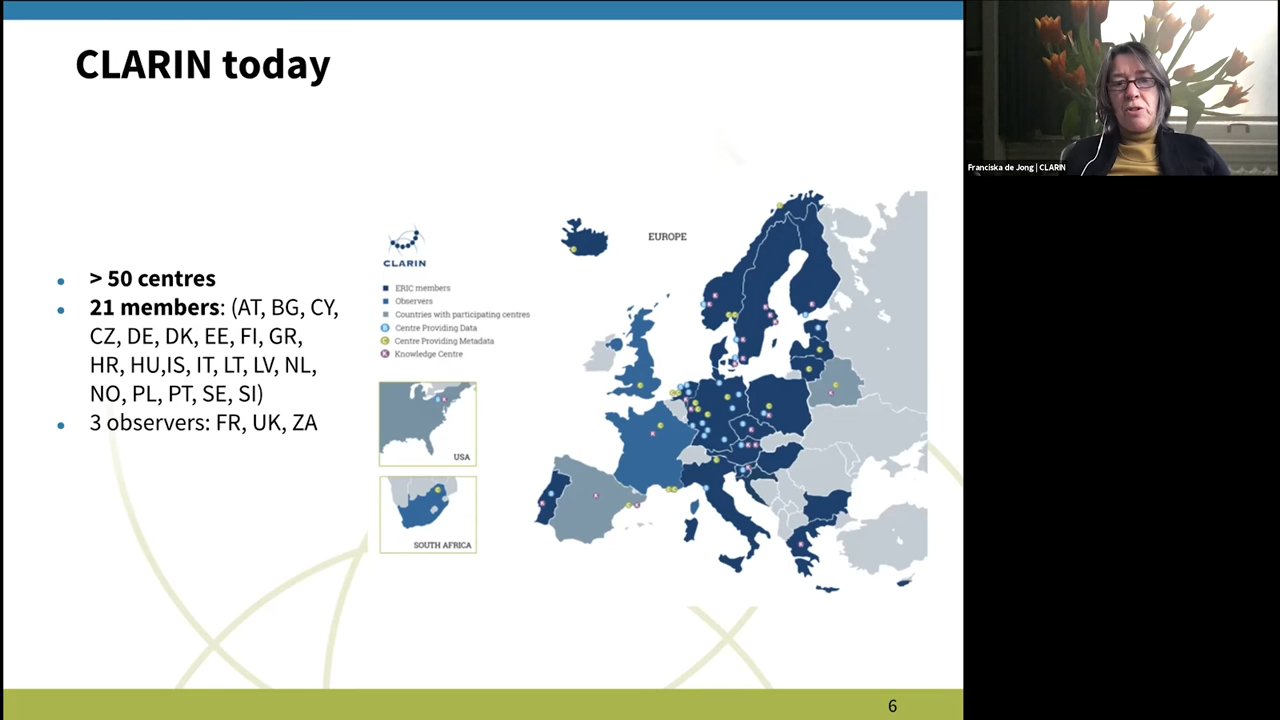 CLARIN today
> 50 centres
21 members: (AT, BG, CY,
CZ, DE, DK, EE, FI, GR,
HR, HU,IS, IT, LT, LV, NL,
NO, PL, PT, SE, SI)
3 observers: FR, UK, ZA
CLARIN
ERIC members
Observers
Countries with participating centres
B Centre Providing Data
C Centre Providing Metadata
K Knowledge Centre
USA
SOUTH AFRICA
EUROPE
6
Franciska de Jong | CLARIN